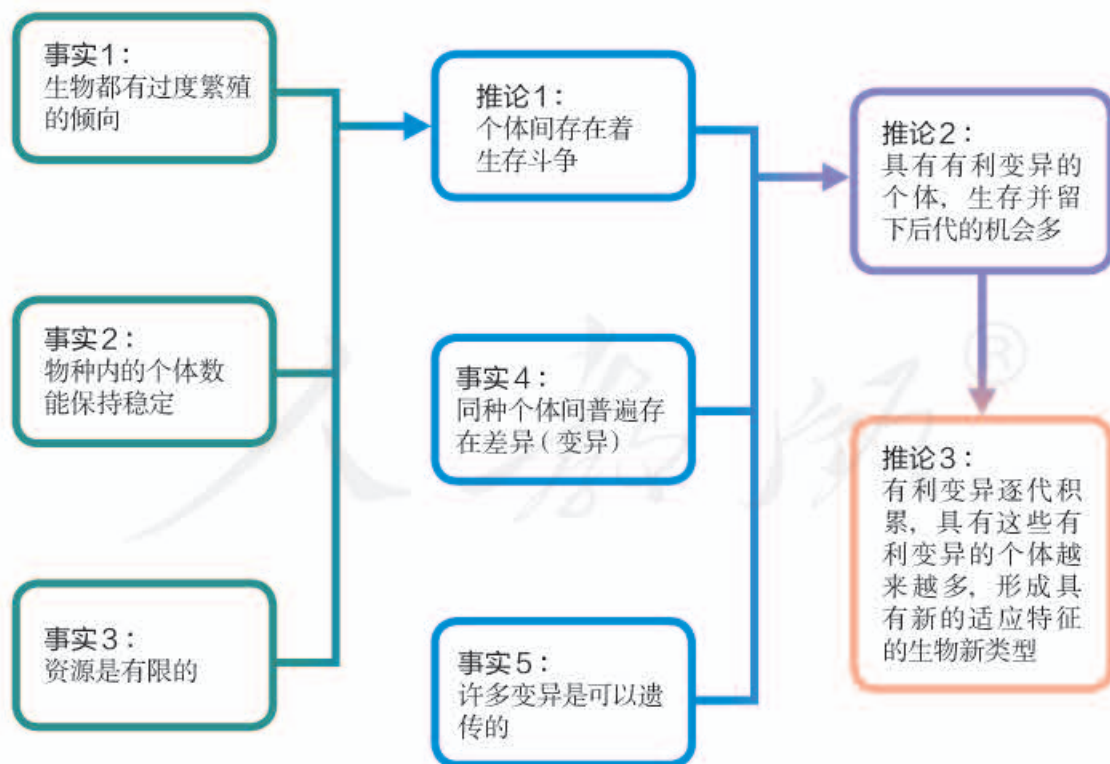 事实1：
生物都有过度繁殖
的倾向
事实2：
物种内的个体数
能保持稳定
事实3：
资源是有限的
推论1：
个体间存在着
生存斗争
事实4：
同种个体间普遍存
在差异（变异）
事实5：
许多变异是可以遗
传的
推论2：
具有有利变异的
个体，生存并留
下后代的机会多
推论3：
有利变异逐代积
累，具有这些有
利变异的个体越
来越多，形成具
有新的适应特征
的生物新类型
人教版®